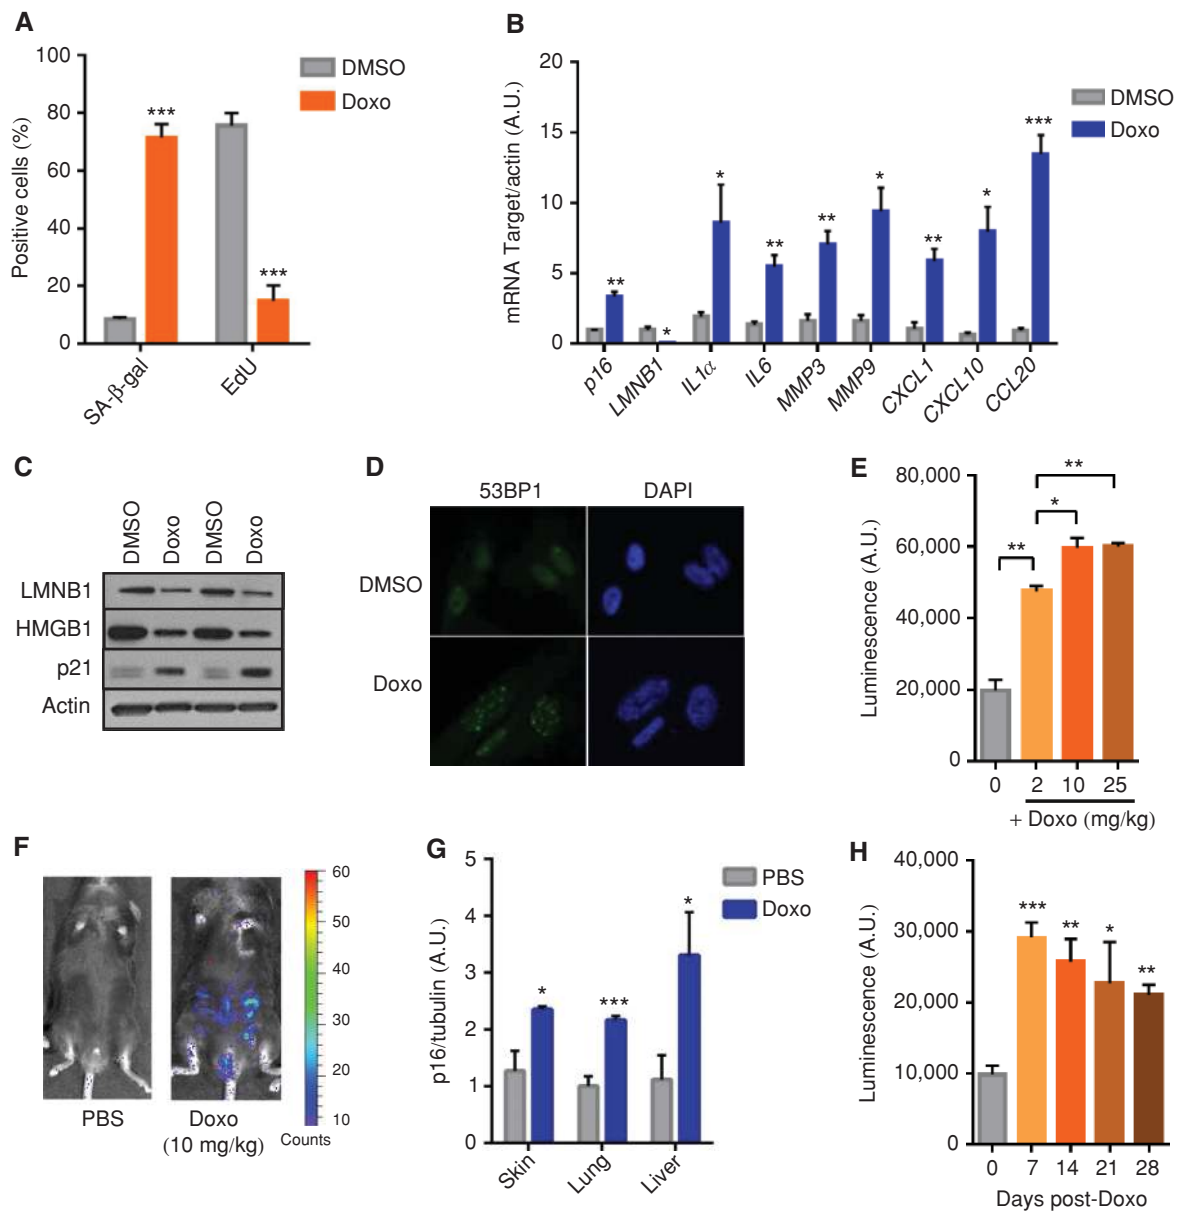 A
100
80
60
40
20
0
Positive cells (%)
***
***
SA-β-gal
EdU
DMSO
Doxo
B
20
15
10
5
0
mRNA Target/actin (A.U.)
**
*
*
**
**
*
**
*
***
p16
LMNB1
IL1α
IL6
MMP3
MMP9
CXCL1
CXCL10
CCL20
DMSO
Doxo
C
DMSO
Doxo
DMSO
Doxo
LMNB1
HMGB1
p21
Actin
D
53BP1 DAPI
DMSO
Doxo
E
80,000
60,000
40,000
20,000
0
Luminescence (A.U.)
**
*
**
0 2 10 25
+ Doxo (mg/kg)
F
PBS
Doxo
(10 mg/kg)
60
50
40
30
20
10
Counts
G
5
4
3
2
1
0
p16/tubulin (A.U.)
*
***
*
Skin
Lung
Liver
PBS
Doxo
H
40,000
30,000
20,000
10,000
0
Luminescence (A.U.)
***
**
*
**
0 7 14 21 28
Days post-Doxo